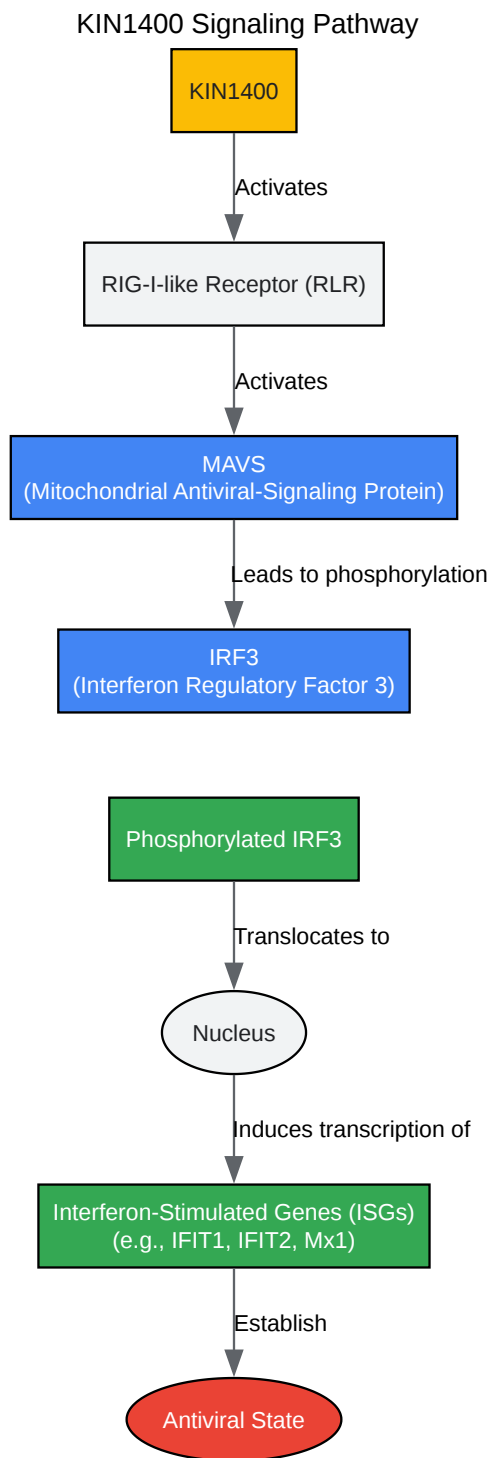 KIN1400 Signaling Pathway
KIN1400
Activates
RIG-I-like Receptor (RLR)
Activates
MAVS
(Mitochondrial Antiviral-Signaling Protein)
Leads to phosphorylation
IRF3
(Interferon Regulatory Factor 3)
Phosphorylated IRF3
Translocates to
Nucleus
Induces transcription of
Interferon-Stimulated Genes (ISGs)
(e.g., IFIT1, IFIT2, Mx1)
Establish
Antiviral State